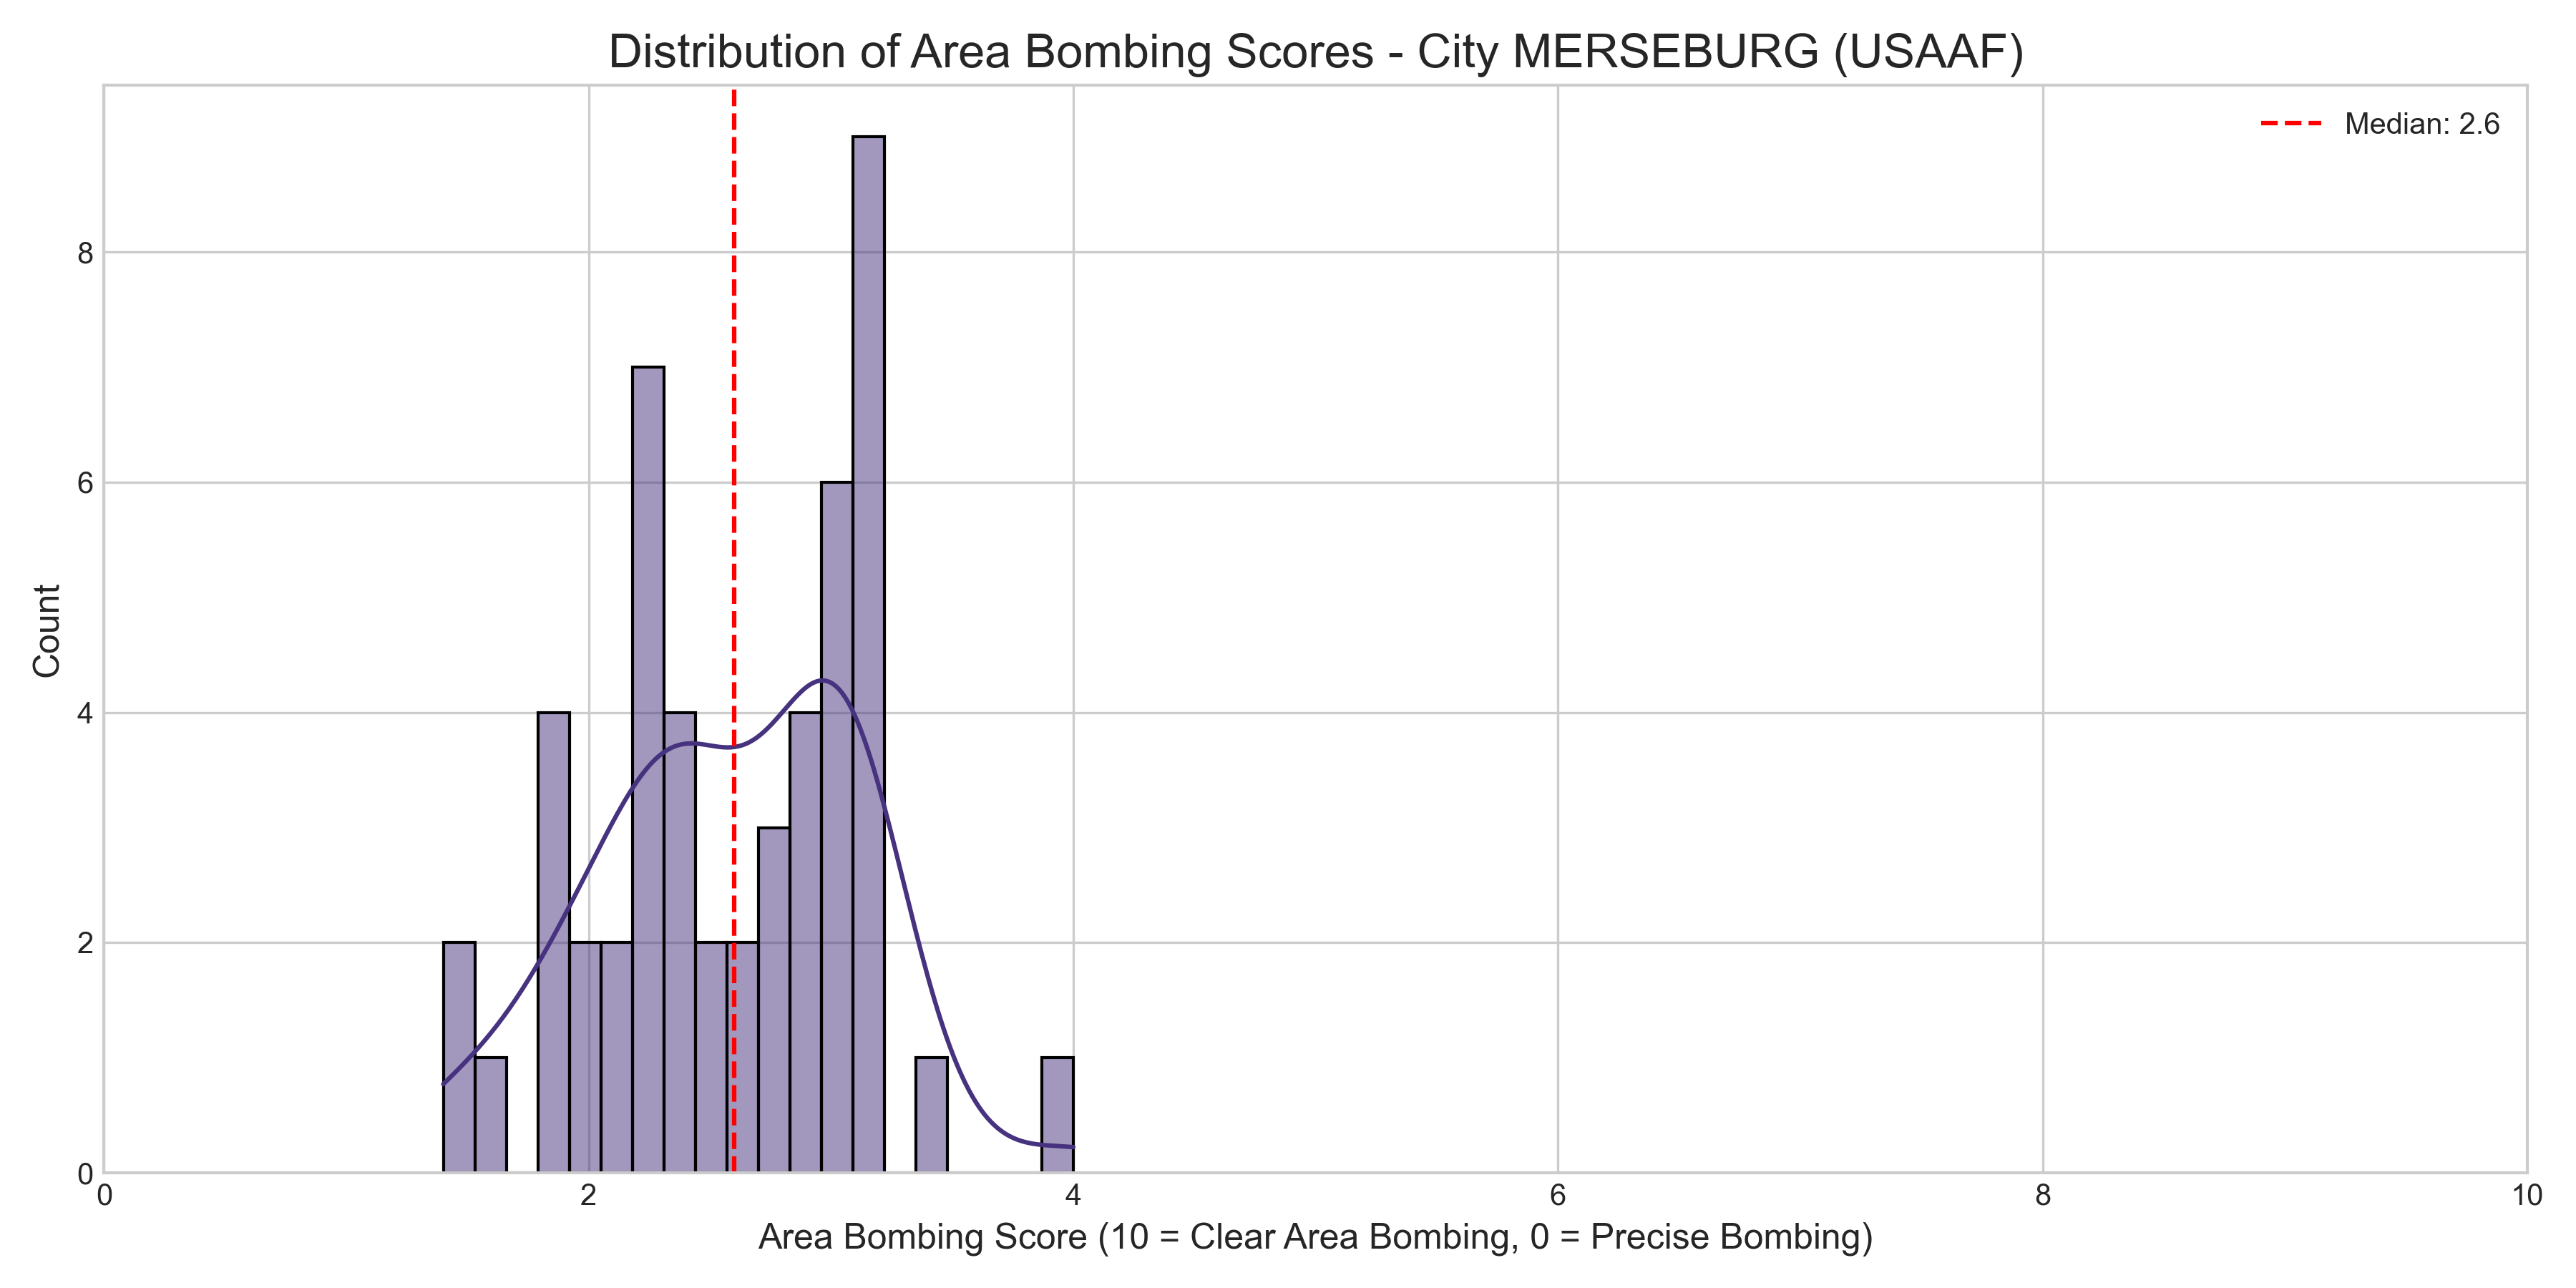 Distribution of Area Bombing Scores - City MERSEBURG (USAAF)
Median: 2.6
8
6
4
2
0
Count
0 2 4 6 8 10
Area Bombing Score (10 = Clear Area Bombing, 0 = Precise Bombing)